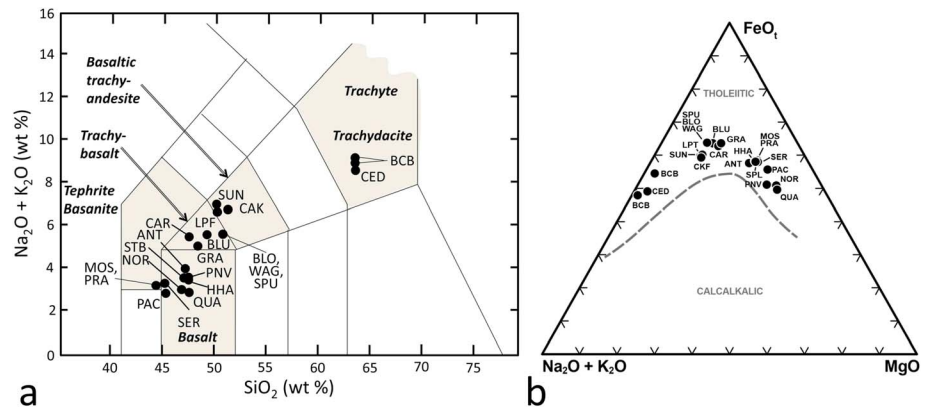 16
14
12
10
8
6
4
2
0
Na₂O + K₂O (wt %)
40
45
50
55
60
65
70
75
SiO₂ (wt %)
a
Basaltic
trachy-
andesite
Trachy-
basalt
Tephrite
Basanite
Trachyte
Trachydacite
BCB
CED
SUN
CAK
CAR
LPF
ANT
BLU
STB
GRA
NOR
PNV
BLO,
WAG,
SPU
MOS,
PRA
HHA
PAC
QUA
SER
Basalt
FeOₜ
THOLEIITIC
SPU
BLO
WAG
BLU
GRA
LPT
SUN
CAR
CKF
MOS
PRA
HHA
SER
ANT
SPL
PAC
PNV
NOR
QUA
BCB
CED
BCB
CALCALKALIC
Na₂O + K₂O
MgO
b